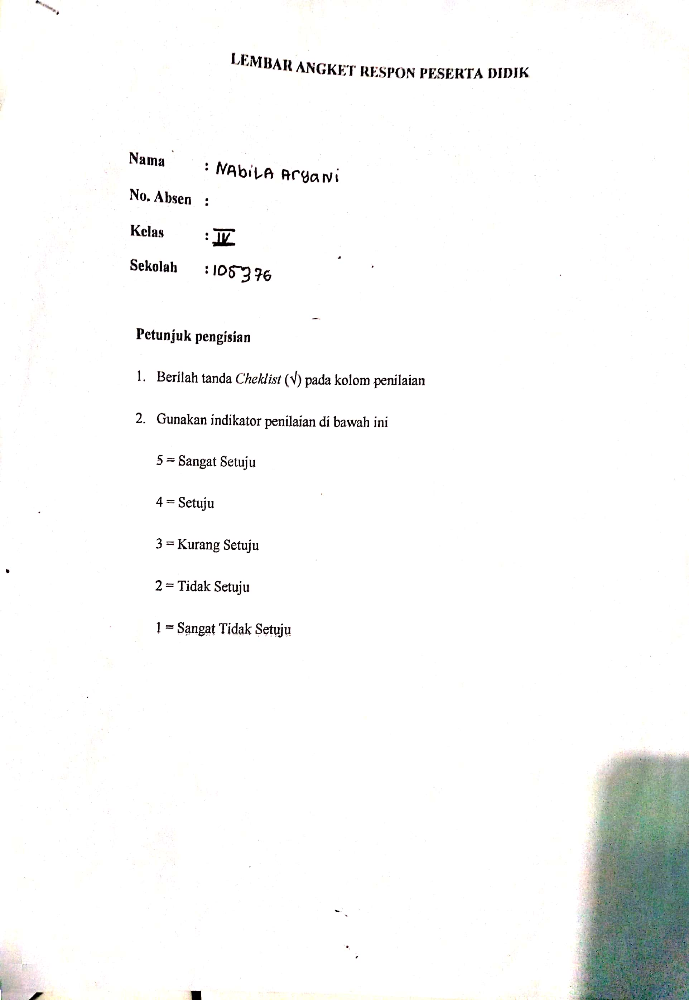 LEMBAR ANGKET RESPON PESERTA DIDIK
Nama : NAbiLA AryaNi
No. Absen :
Kelas : IV
Sekolah : 105376
Petunjuk pengisian
1. Berilah tanda Cheklist (√) pada kolom penilaian
2. Gunakan indikator penilaian di bawah ini
5 = Sangat Setuju
4 = Setuju
3 = Kurang Setuju
2 = Tidak Setuju
1 = Sangat Tidak Setuju